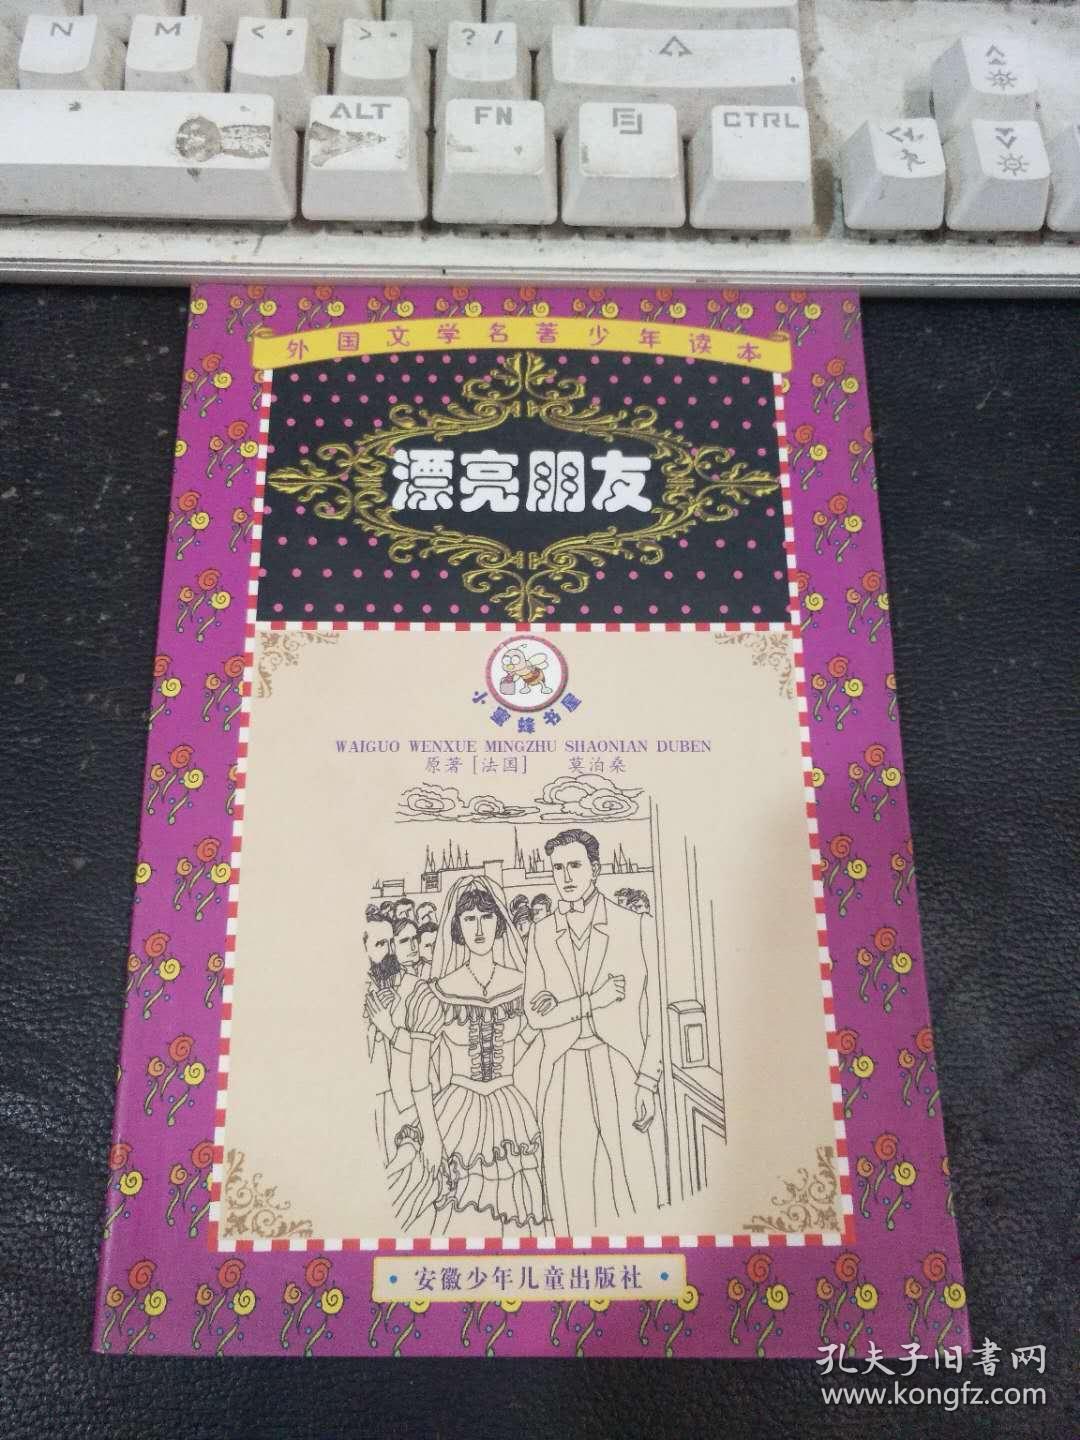 N M < , > . ? /
ALT FN CTRL
外国文学名著少年读本
漂亮朋友
小蜜蜂书屋
WAIGUO WENXUE MINGZHU SHAONIAN DUBEN
原著[法国] 莫泊桑
·安徽少年儿童出版社·
孔夫子旧書网
www.kongfz.com